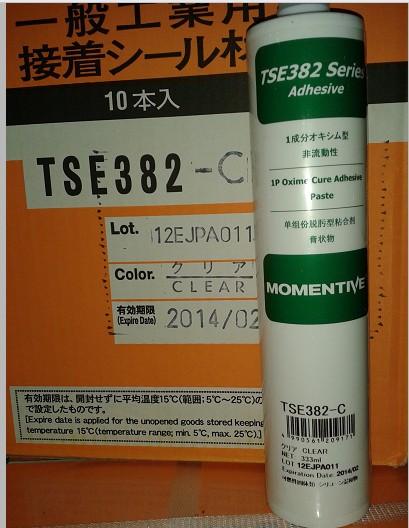 一般工業用
接着シール材
10本入
TSE382-C
Lot. 12EJPA011
Color. クリア
CLEAR
有効期限
(Expire Date)
2014/02
有効期限は、開封せずに平均温度15℃(範囲;5℃～25℃)の
で設定したものです。
[Expire date is applied for the unopened goods stored keeping
temperature 15℃(temperature range; min. 5℃, max. 25℃).]
TSE382 Series
Adhesive
1成分オキシム型
非流動性
1P Oxime Cure Adhesive
Paste
单组份脱肟型粘合剂
膏状物
MOMENTIVE
TSE382-C
4990561209171
クリア CLEAR
NET. 333ml
LOT 12EJPA011
Expiration Date. 2014/02